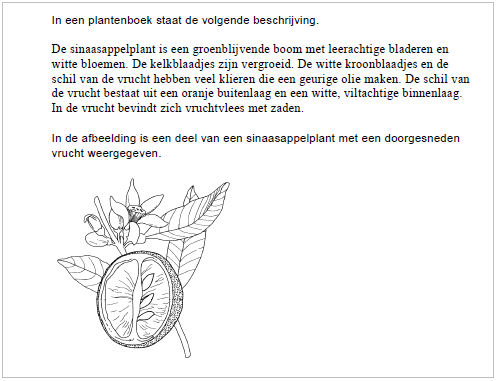 In een plantenboek staat de volgende beschrijving.
De sinaasappelplant is een groenblijvende boom met leerachtige bladeren en
witte bloemen. De kelkblaadjes zijn vergroeid. De witte kroonblaadjes en de
schil van de vrucht hebben veel klieren die een geurige olie maken. De schil van
de vrucht bestaat uit een oranje buitenlaag en een witte, viltachtige binnenlaag.
In de vrucht bevindt zich vruchtvlees met zaden.
In de afbeelding is een deel van een sinaasappelplant met een doorgesneden
vrucht weergegeven.